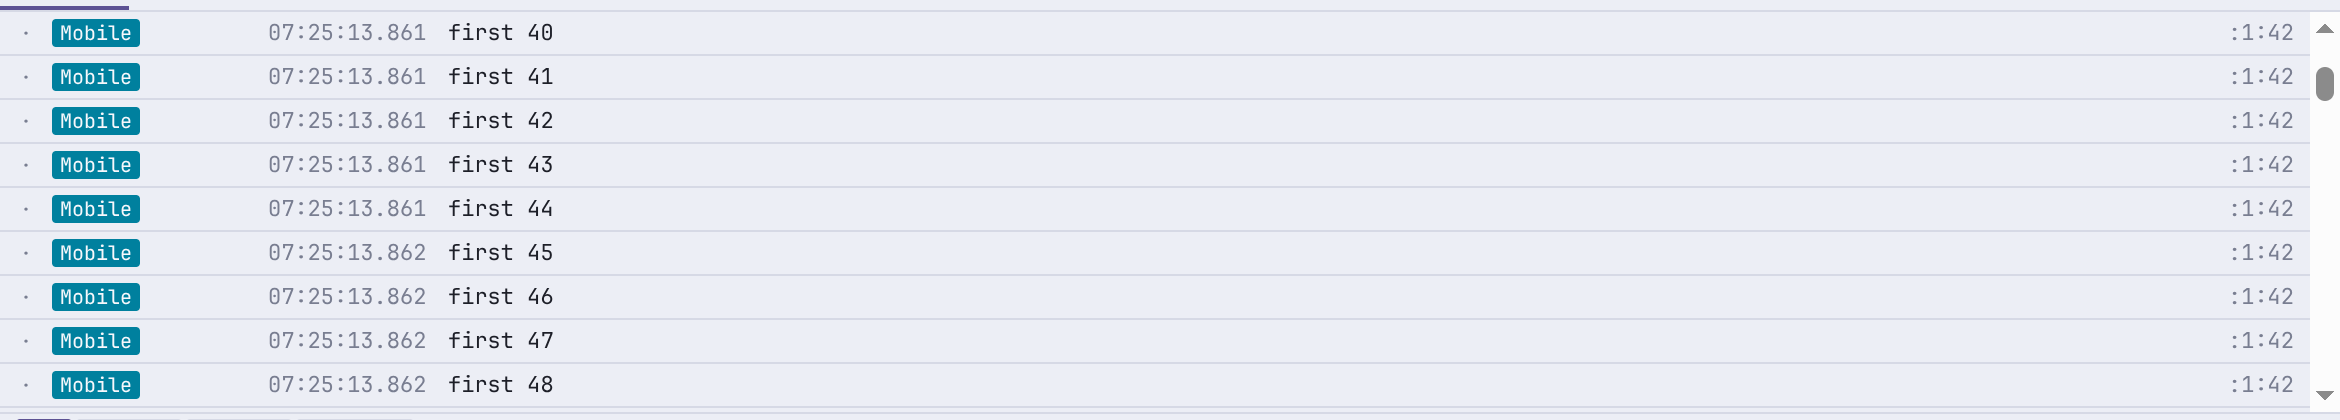 · Mobile 07:25:13.861 first 40 :1:42
· Mobile 07:25:13.861 first 41 :1:42
· Mobile 07:25:13.861 first 42 :1:42
· Mobile 07:25:13.861 first 43 :1:42
· Mobile 07:25:13.861 first 44 :1:42
· Mobile 07:25:13.862 first 45 :1:42
· Mobile 07:25:13.862 first 46 :1:42
· Mobile 07:25:13.862 first 47 :1:42
· Mobile 07:25:13.862 first 48 :1:42